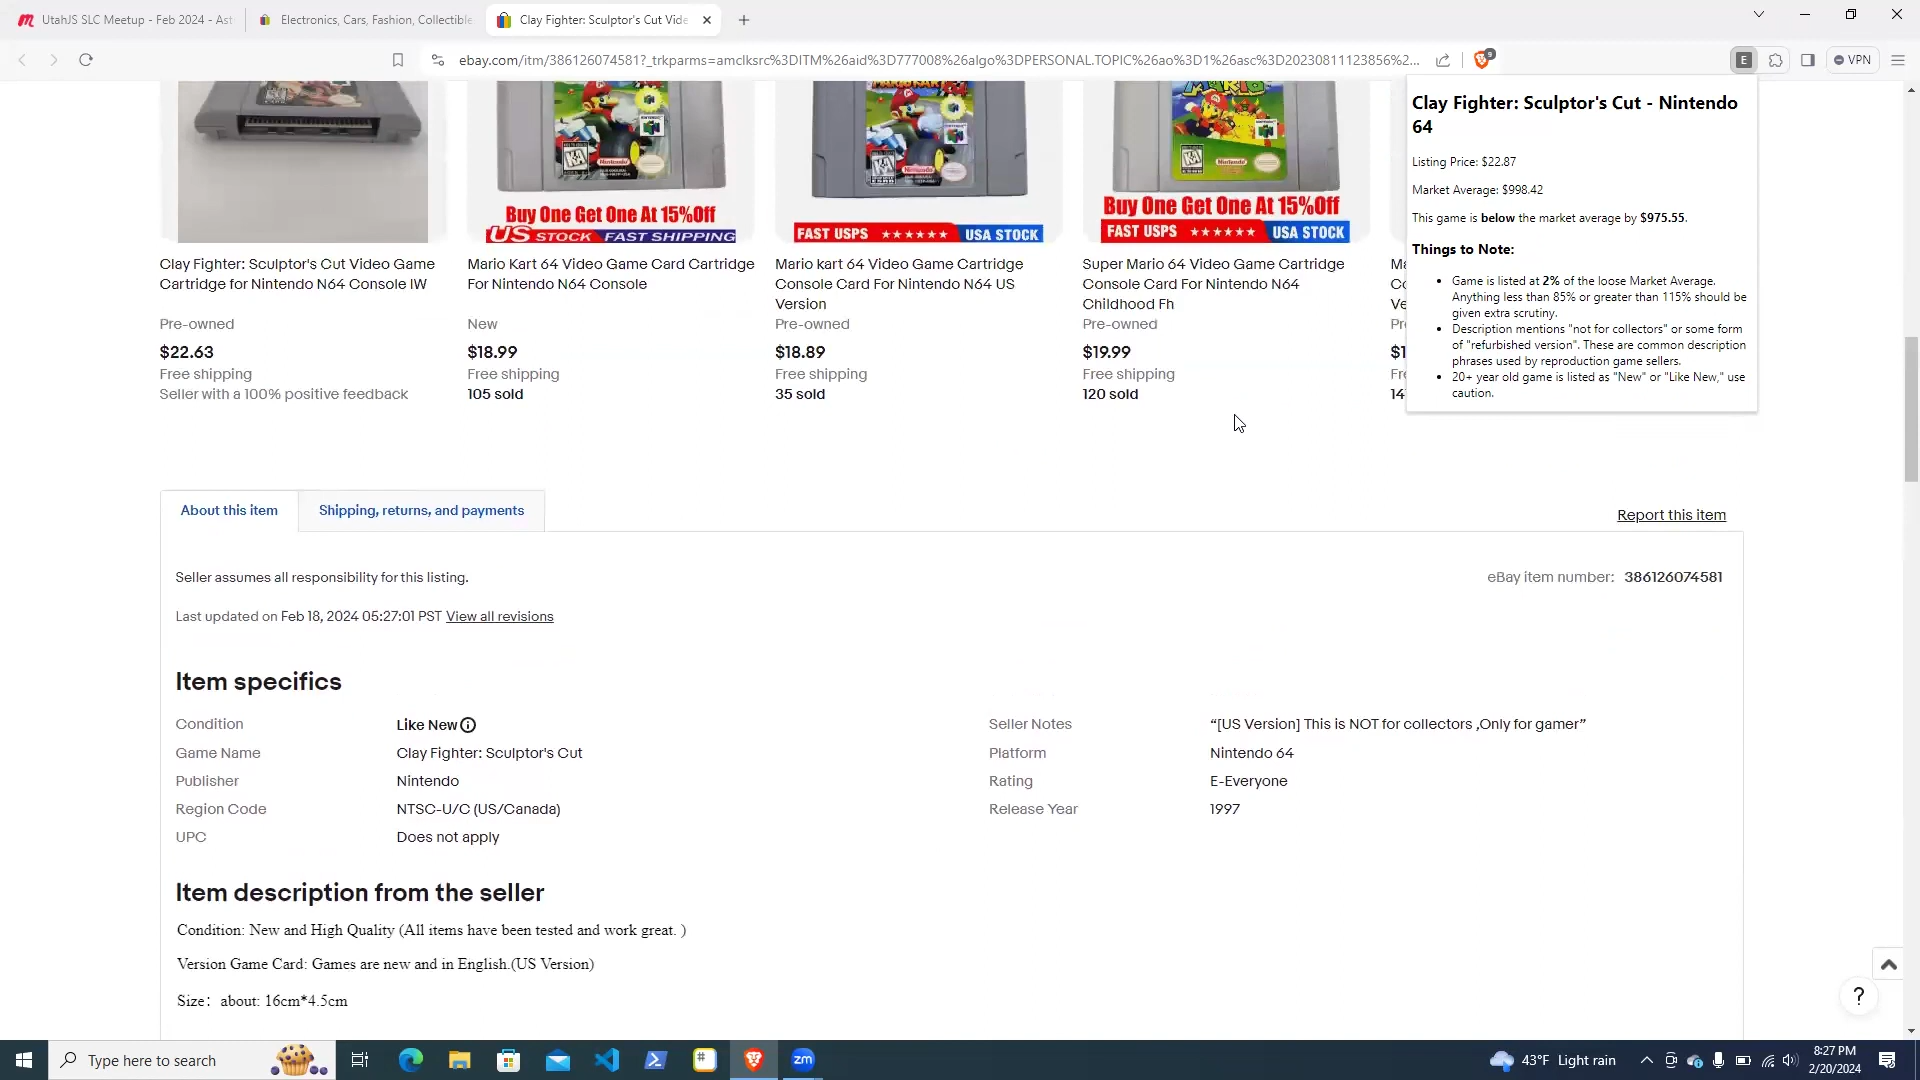 UtahJS SLC Meetup - Feb 2024 - Ast
Electronics, Cars, Fashion, Collectible
Clay Fighter: Sculptor's Cut Vide
ebay.com/itm/386126074581?_trkparms=amclksrc%3DITM%26aid%3D777008%26algo%3DPERSONAL.TOPIC%26ao%3D1%26asc%3D20230811123856%2...
9
E
VPN
Clay Fighter: Sculptor's Cut - Nintendo
64
Listing Price: $22.87
Market Average: $998.42
This game is below the market average by $975.55.
Things to Note:
• Game is listed at 2% of the loose Market Average.
Anything less than 85% or greater than 115% should be
given extra scrutiny.
• Description mentions "not for collectors" or some form
of "refurbished version". These are common description
phrases used by reproduction game sellers.
• 20+ year old game is listed as "New" or "Like New," use
caution.
Buy One Get One At 15%Off
US STOCK FAST SHIPPING
FAST USPS ★★★★★★ USA STOCK
Buy One Get One At 15%Off
FAST USPS ★★★★★★ USA STOCK
Clay Fighter: Sculptor's Cut Video Game
Cartridge for Nintendo N64 Console IW
Pre-owned
$22.63
Free shipping
Seller with a 100% positive feedback
Mario Kart 64 Video Game Card Cartridge
For Nintendo N64 Console
New
$18.99
Free shipping
105 sold
Mario kart 64 Video Game Cartridge
Console Card For Nintendo N64 US
Version
Pre-owned
$18.89
Free shipping
35 sold
Super Mario 64 Video Game Cartridge
Console Card For Nintendo N64
Childhood Fh
Pre-owned
$19.99
Free shipping
120 sold
Ma
Co
Ve
Pre
$1
Fre
14
About this item
Shipping, returns, and payments
Report this item
Seller assumes all responsibility for this listing.
eBay item number: 386126074581
Last updated on Feb 18, 2024 05:27:01 PST View all revisions
Item specifics
Condition Like New
Seller Notes “[US Version] This is NOT for collectors ,Only for gamer”
Game Name Clay Fighter: Sculptor's Cut
Platform Nintendo 64
Publisher Nintendo
Rating E-Everyone
Region Code NTSC-U/C (US/Canada)
Release Year 1997
UPC Does not apply
Item description from the seller
Condition: New and High Quality (All items have been tested and work great. )
Version Game Card: Games are new and in English.(US Version)
Size： about: 16cm*4.5cm
?
Type here to search
zm
43°F Light rain
8:27 PM
2/20/2024